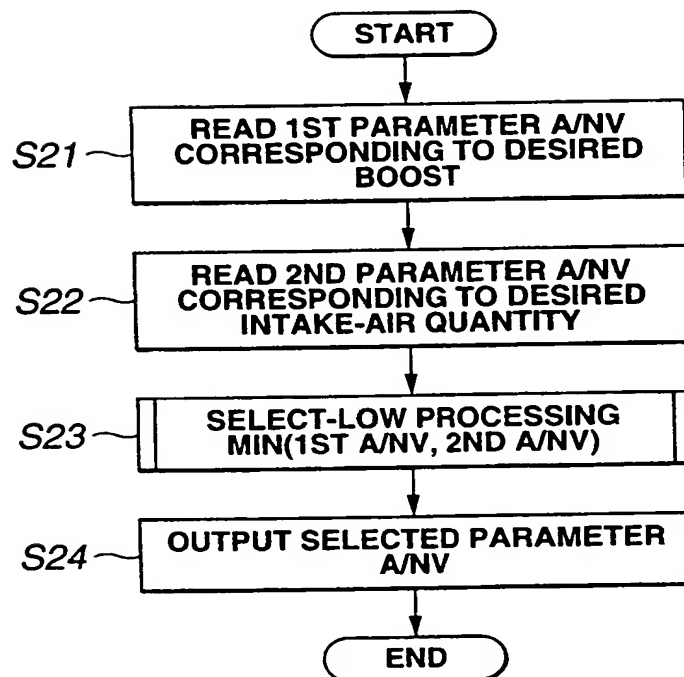 START
S21
READ 1ST PARAMETER A/NV
CORRESPONDING TO DESIRED
BOOST
S22
READ 2ND PARAMETER A/NV
CORRESPONDING TO DESIRED
INTAKE-AIR QUANTITY
S23
SELECT-LOW PROCESSING
MIN(1ST A/NV, 2ND A/NV)
S24
OUTPUT SELECTED PARAMETER
A/NV
END